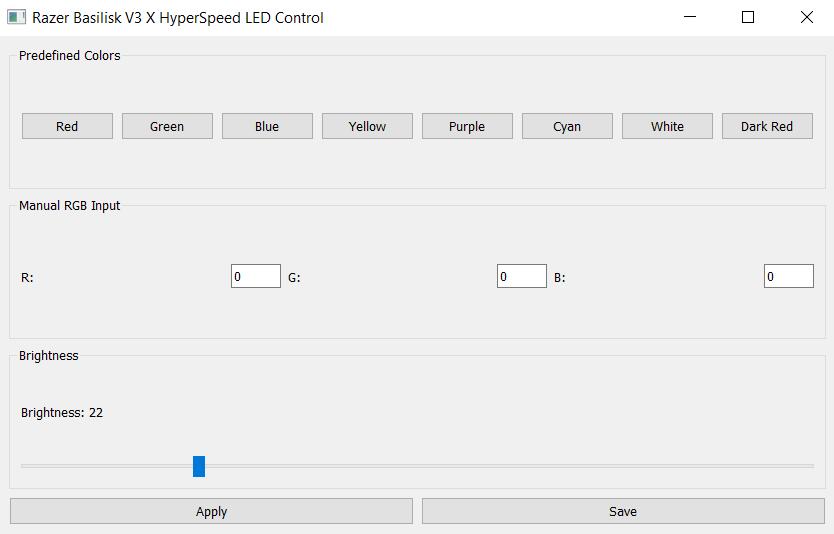 Razer Basilisk V3 X HyperSpeed LED Control
Predefined Colors
Red Green Blue Yellow Purple Cyan White Dark Red
Manual RGB Input
R: 0 G: 0 B: 0
Brightness
Brightness: 22
Apply Save